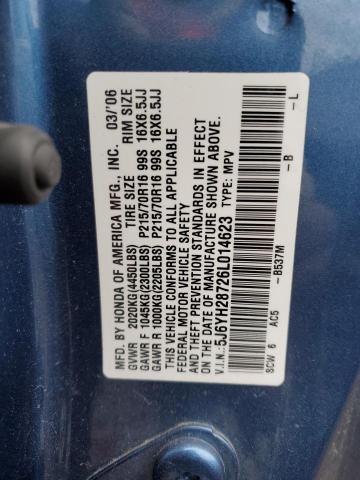 MFD. BY HONDA OF AMERICA MFG., INC. 03/'06
TIRE SIZE RIM SIZE
GVWR 2020KG(4450LBS)
GAWR F 1045KG(2300LBS) P215/70R16 99S 16X6.5JJ
GAWR R 1000KG(2205LBS) P215/70R16 99S 16X6.5JJ
THIS VEHICLE CONFORMS TO ALL APPLICABLE
FEDERAL MOTOR VEHICLE SAFETY
AND THEFT PREVENTION STANDARDS IN EFFECT ON
THE DATE OF MANUFACTURE SHOWN ABOVE.
V.I.N.: 5J6YH28726L014623 TYPE: MPV
SCW 6 AC5 -B537M -B -L